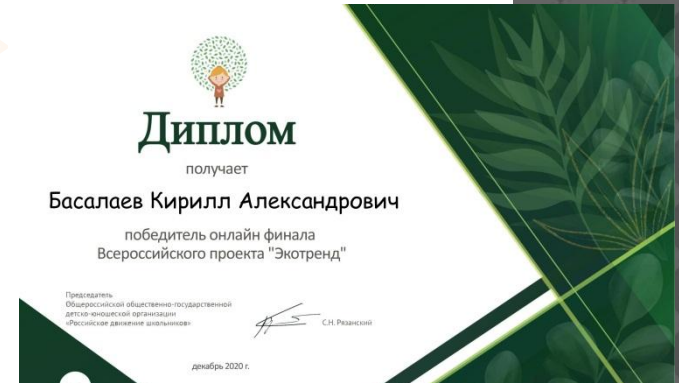 Диплом
получает
Басалаев Кирилл Александрович
победитель онлайн финала
Всероссийского проекта "Экотренд"
Председатель
Общероссийской общественно-государственной
детско-юношеской организации
«Российское движение школьников»
С.Н. Рязанский
декабрь 2020 г.